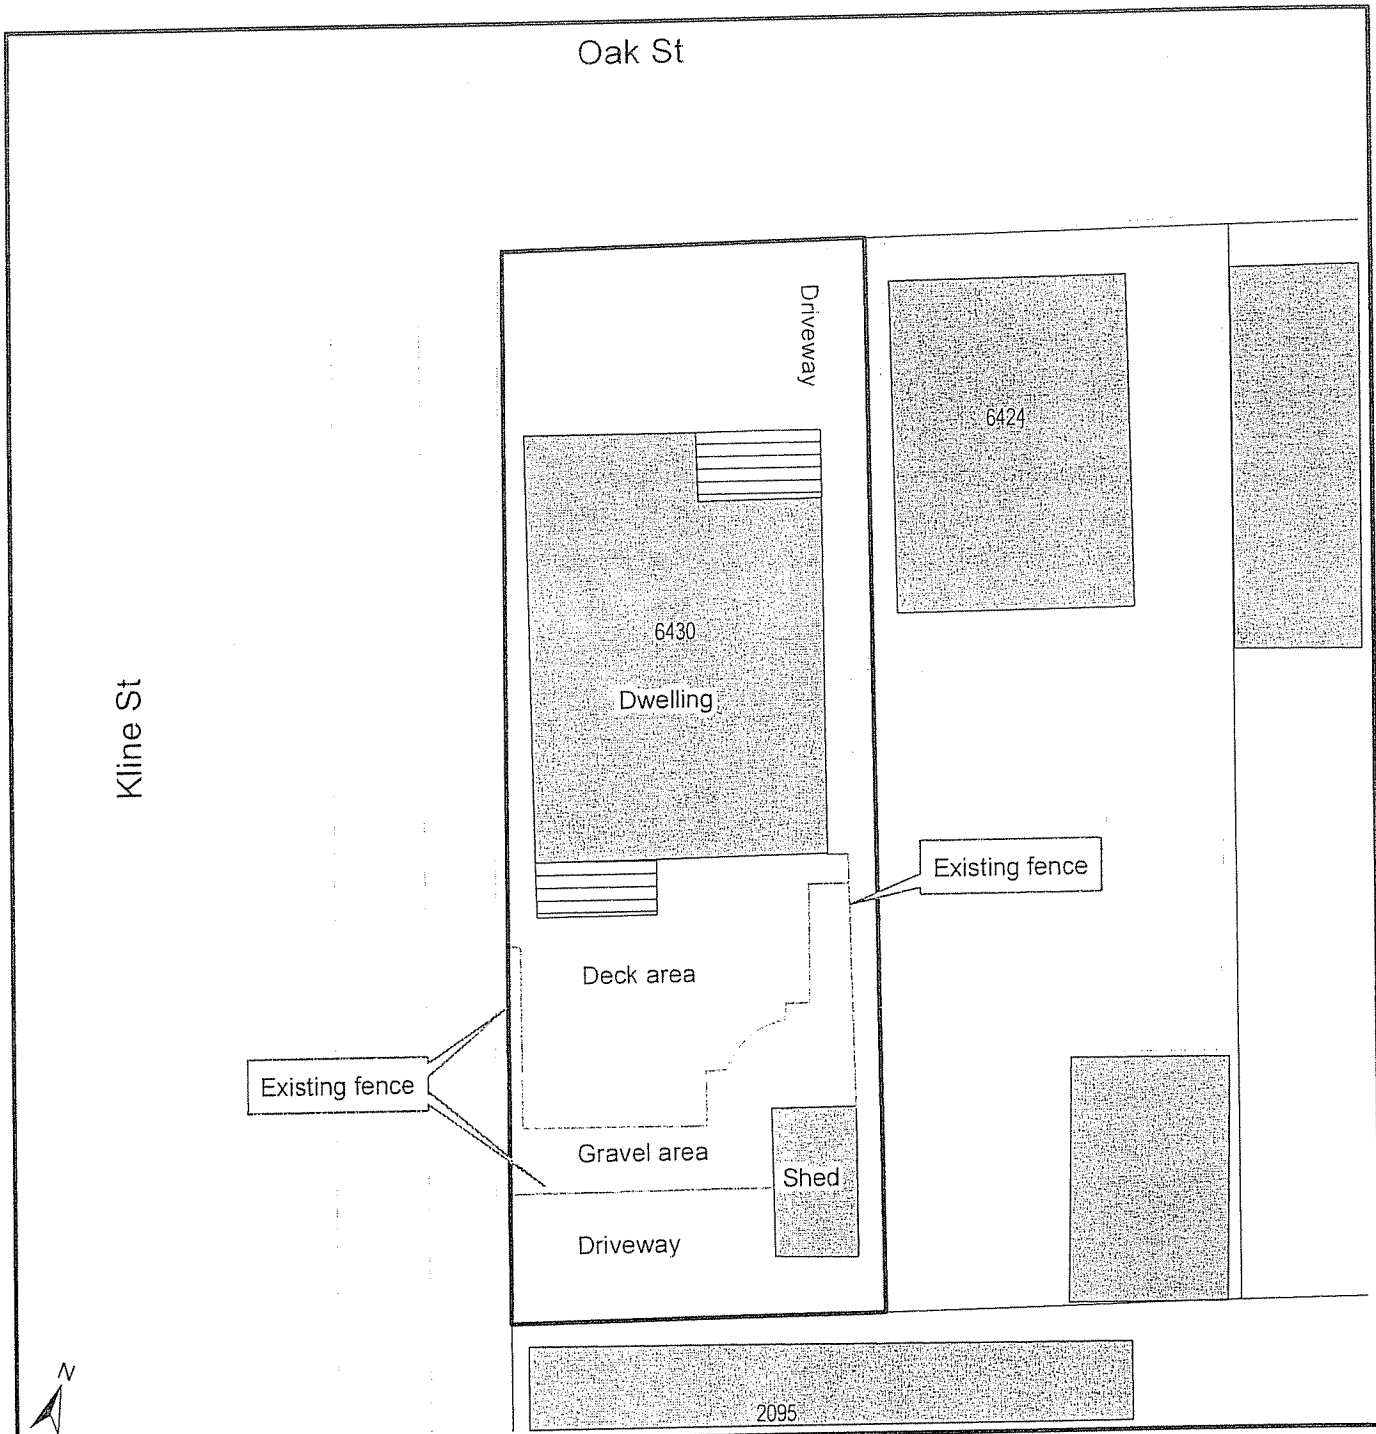 Oak St
Driveway
6424
6430
Dwelling
Kline St
Existing fence
Deck area
Existing fence
Gravel area
Shed
Driveway
N
2095